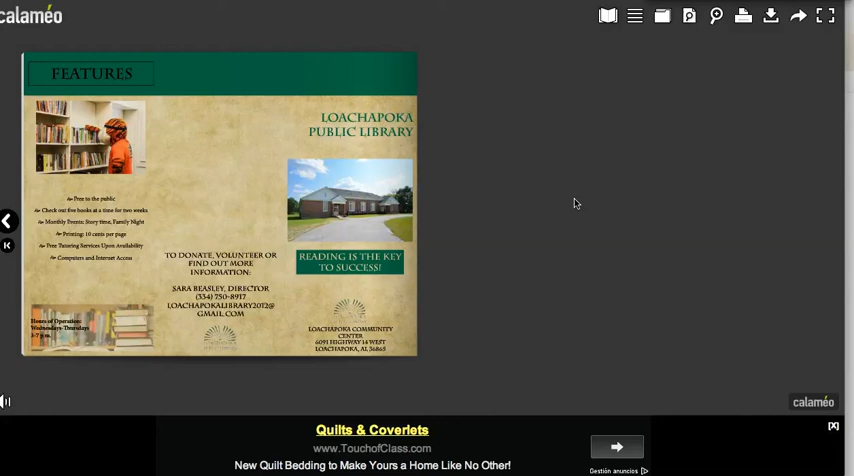 calaméo
FEATURES
Free to the public
Check out five books at a time for two weeks
Monthly Events: Story time, Family Night
Printing: 10 cents per page
Free Tutoring Services Upon Availability
Computers and Internet Access
Hours of Operation:
Wednesdays-Thursdays
3-7 p.m.
TO DONATE, VOLUNTEER OR
FIND OUT MORE
INFORMATION:
SARA BEASLEY, DIRECTOR
(334) 750-8917
LOACHAPOKALIBRARY2012@
GMAIL.COM
LOACHAPOKA
PUBLIC LIBRARY
READING IS THE KEY
TO SUCCESS!
LOACHAPOKA COMMUNITY
CENTER
6091 HIGHWAY 14 WEST
LOACHAPOKA, AL 36865
calaméo
[X]
Quilts & Coverlets
www.TouchofClass.com
New Quilt Bedding to Make Yours a Home Like No Other!
Gestión anuncios